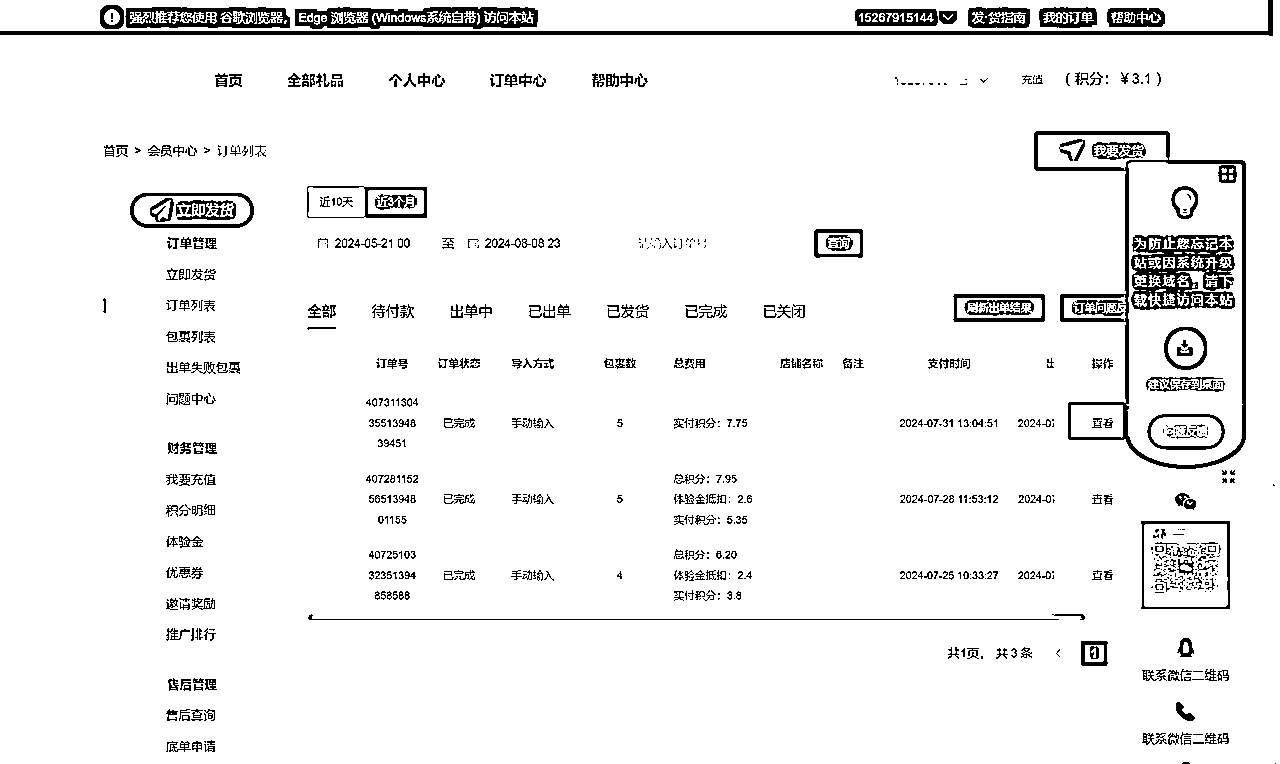 强烈推荐您使用 谷歌浏览器，Edge 浏览器 (Windows系统自带) 访问本站
15267915144 发·货指南 我的订单 帮助中心
首页 全部礼品 个人中心 订单中心 帮助中心
充值 （积分：￥3.1 ）
首页 > 会员中心 > 订单列表
我要发货
立即发货
近10天 近3个月
为防止您忘记本
站或因系统升级
更换域名，请下
载快捷访问本站
建议保存到桌面
问题反馈
订单管理
立即发货
订单列表
包裹列表
出单失败包裹
问题中心
财务管理
我要充值
积分明细
体验金
优惠券
邀请奖励
推广排行
售后管理
售后查询
底单申请
2024-05-21 00 至 2024-08-08 23 请输入订单号 查询
全部 待付款 出单中 已出单 已发货 已完成 已关闭 刷新出单结果 订单问题反
订单号 订单状态 导入方式 包裹数 总费用 店铺名称 备注 支付时间 出 操作
407311304
35513948
39451
已完成 手动输入 5 实付积分：7.75 2024-07-31 13:04:51 2024-07 查看
407281152
56513948
01155
已完成 手动输入 5
总积分：7.95
体验金抵扣：2.6
实付积分：5.35
2024-07-28 11:53:12 2024-07 查看
40725103
32351394
858588
已完成 手动输入 4
总积分：6.20
体验金抵扣：2.4
实付积分：3.8
2024-07-25 10:33:27 2024-07 查看
共1页，共 3 条
联系微信二维码
联系微信二维码